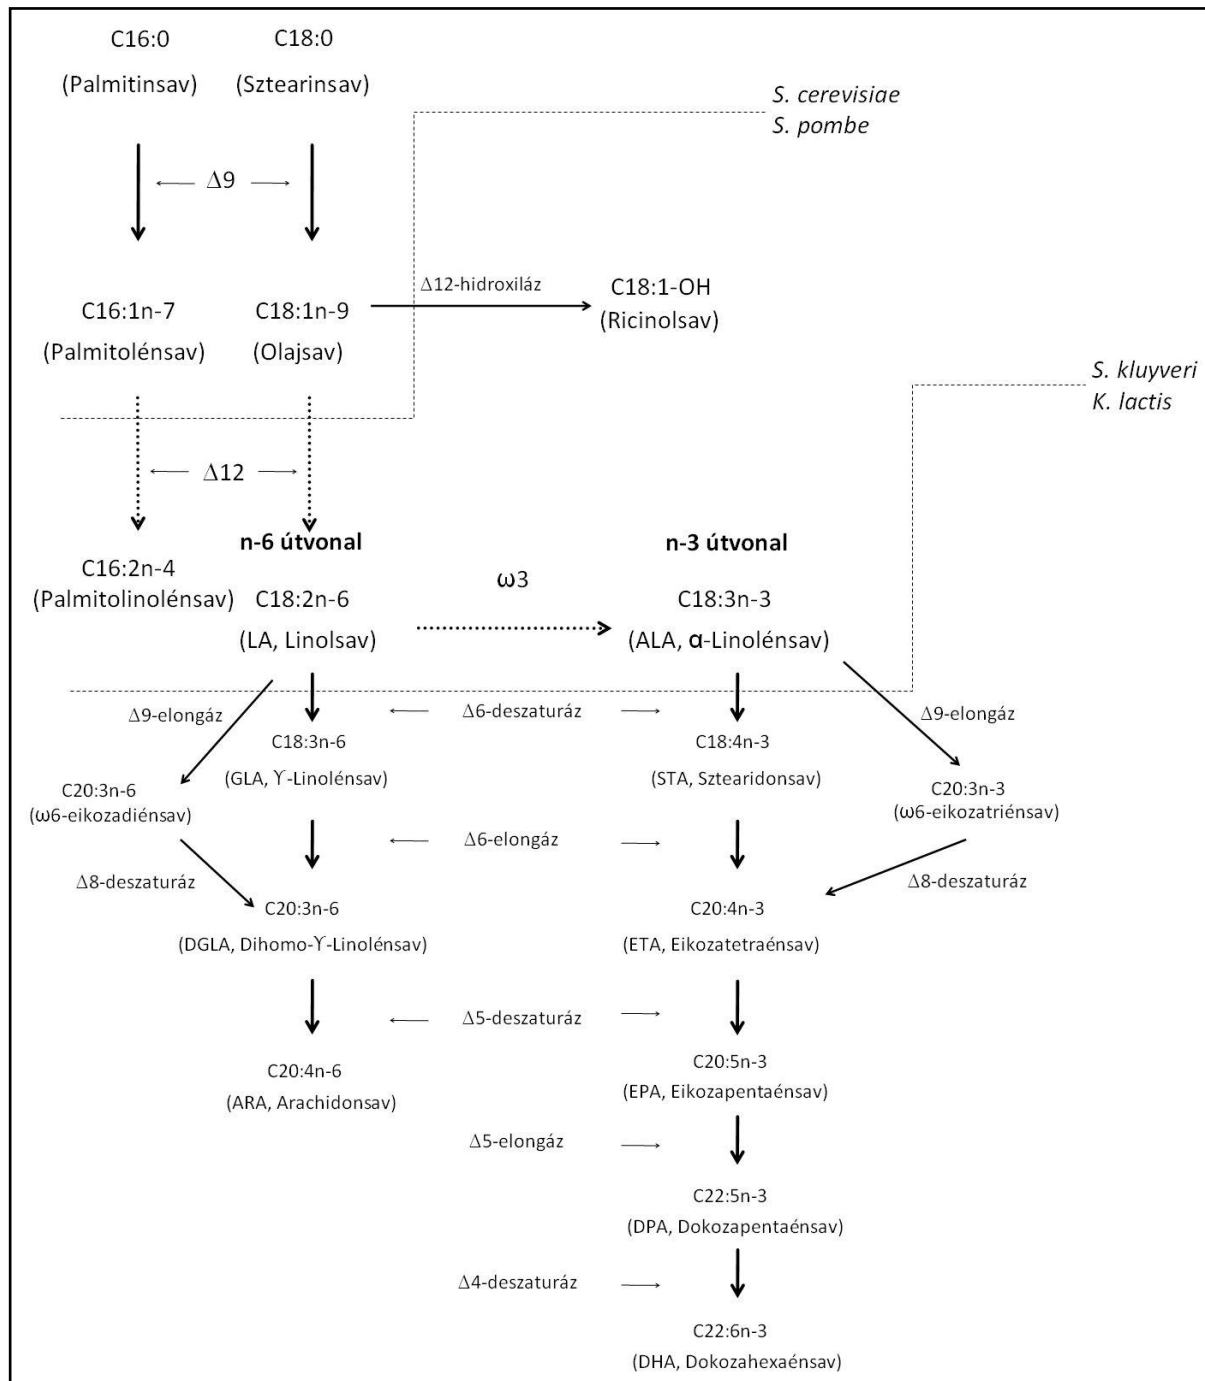 C16:0
C18:0
(Palmitinsav)
(Sztearinsav)
S. cerevisiae
S. pombe
Δ9
Δ12-hidroxiláz
C18:1-OH
(Ricinolsav)
C16:1n-7
C18:1n-9
(Palmitolénsav)
(Olajsav)
S. kluyveri
K. lactis
Δ12
n-6 útvonal
n-3 útvonal
C16:2n-4
(Palmitolinolénsav)
C18:2n-6
ω3
C18:3n-3
(LA, Linolsav)
(ALA, α-Linolénsav)
Δ9-elongáz
Δ6-deszaturáz
Δ9-elongáz
C18:3n-6
C18:4n-3
(GLA, ϒ-Linolénsav)
(STA, Sztearidonsav)
C20:3n-6
(ω6-eikozadiénsav)
C20:3n-3
(ω6-eikozatriénsav)
Δ6-elongáz
Δ8-deszaturáz
Δ8-deszaturáz
C20:3n-6
C20:4n-3
(DGLA, Dihomo-ϒ-Linolénsav)
(ETA, Eikozatetraénsav)
Δ5-deszaturáz
C20:4n-6
C20:5n-3
(ARA, Arachidonsav)
(EPA, Eikozapentaénsav)
Δ5-elongáz
C22:5n-3
(DPA, Dokozapentaénsav)
Δ4-deszaturáz
C22:6n-3
(DHA, Dokozahexaénsav)